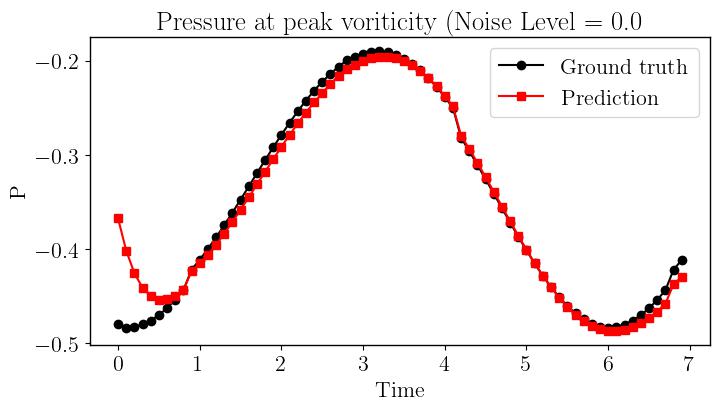 Pressure at peak voriticity (Noise Level = 0.0
Ground truth
Prediction
P
−0.2
−0.3
−0.4
−0.5
0 1 2 3 4 5 6 7
Time